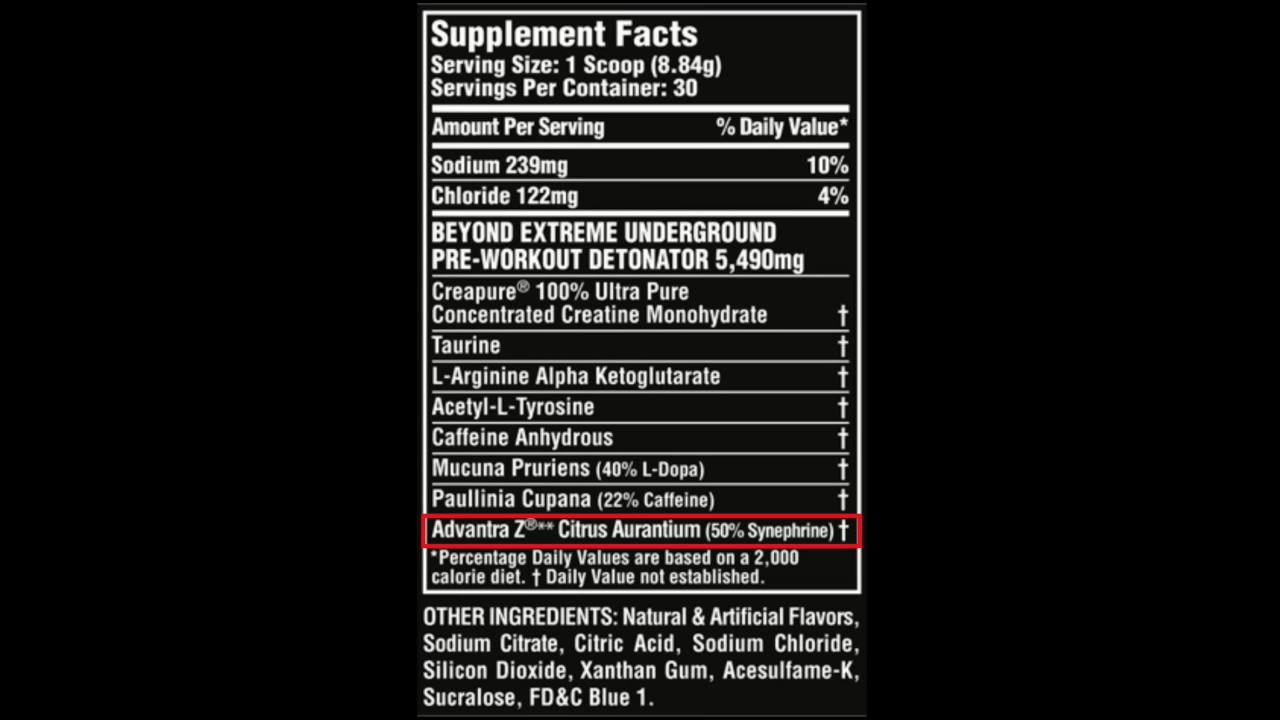 Supplement Facts
Serving Size: 1 Scoop (8.84g)
Servings Per Container: 30
Amount Per Serving % Daily Value*
Sodium 239mg 10%
Chloride 122mg 4%
BEYOND EXTREME UNDERGROUND
PRE-WORKOUT DETONATOR 5,490mg
Creapure® 100% Ultra Pure
Concentrated Creatine Monohydrate †
Taurine †
L-Arginine Alpha Ketoglutarate †
Acetyl-L-Tyrosine †
Caffeine Anhydrous †
Mucuna Pruriens (40% L-Dopa) †
Paullinia Cupana (22% Caffeine) †
Advantra Z®** Citrus Aurantium (50% Synephrine) †
*Percentage Daily Values are based on a 2,000
calorie diet. † Daily Value not established.
OTHER INGREDIENTS: Natural & Artificial Flavors,
Sodium Citrate, Citric Acid, Sodium Chloride,
Silicon Dioxide, Xanthan Gum, Acesulfame-K,
Sucralose, FD&C Blue 1.